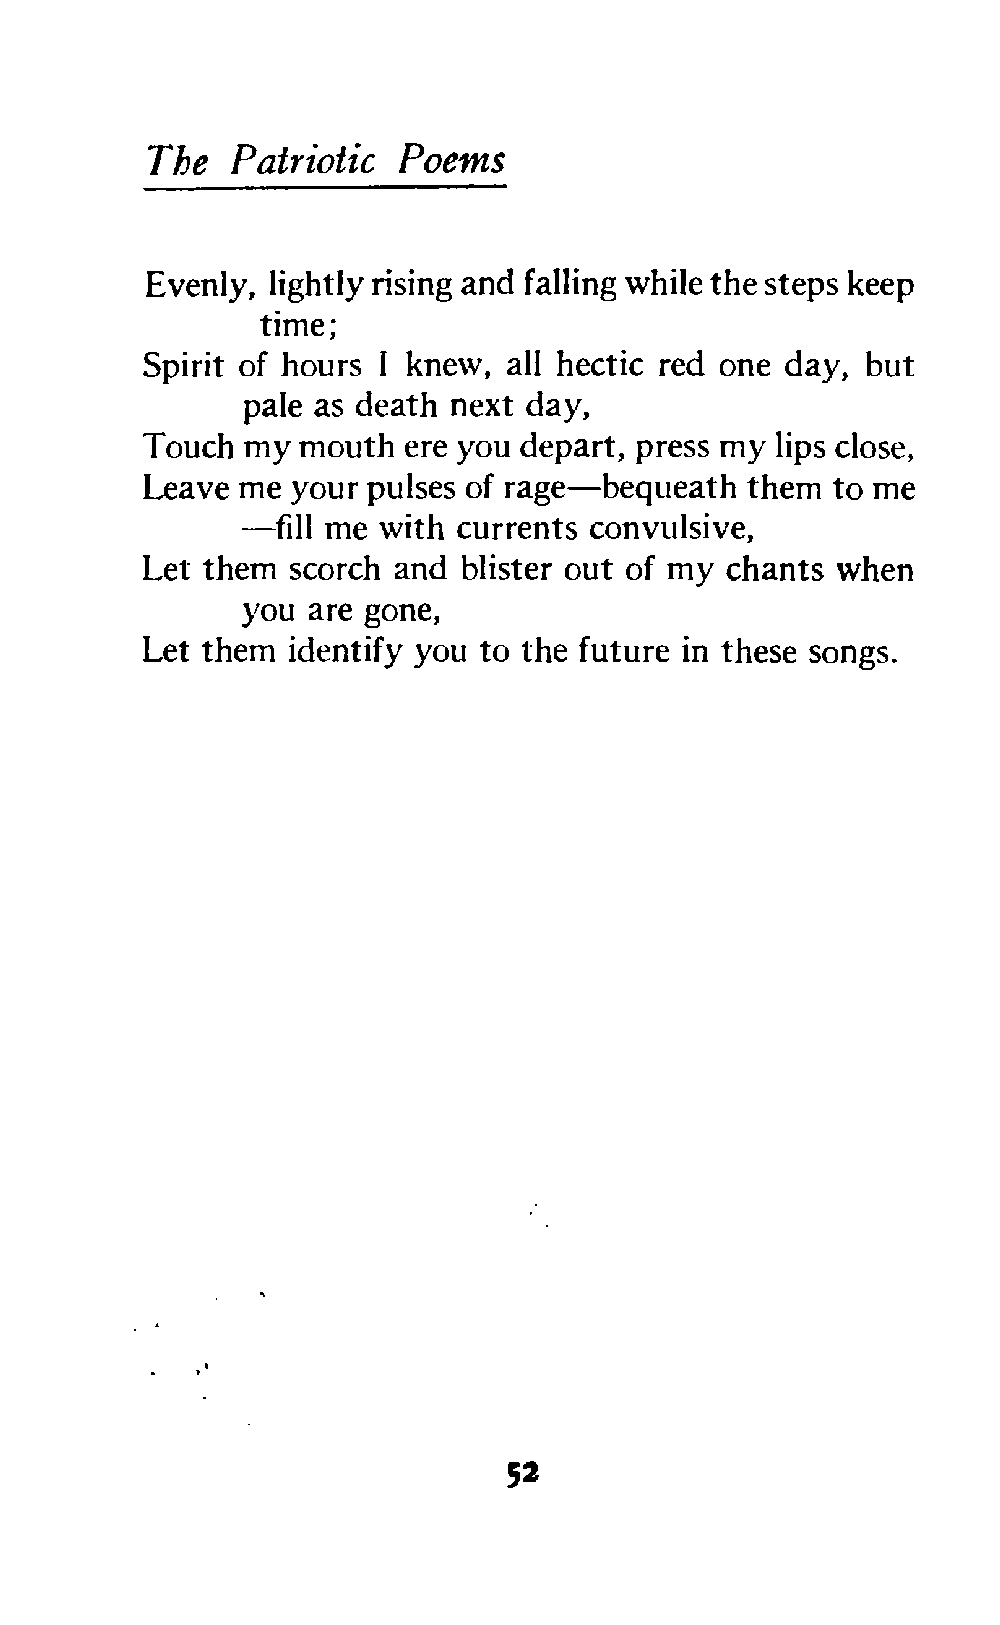 The Patriotic Poems
Evenly, lightly rising and falling while the steps keep
time;
Spirit of hours I knew, all hectic red one day, but
pale as death next day,
Touch my mouth ere you depart, press my lips close,
Leave me your pulses of rage—bequeath them to me
—fill me with currents convulsive,
Let them scorch and blister out of my chants when
you are gone,
Let them identify you to the future in these songs.
52